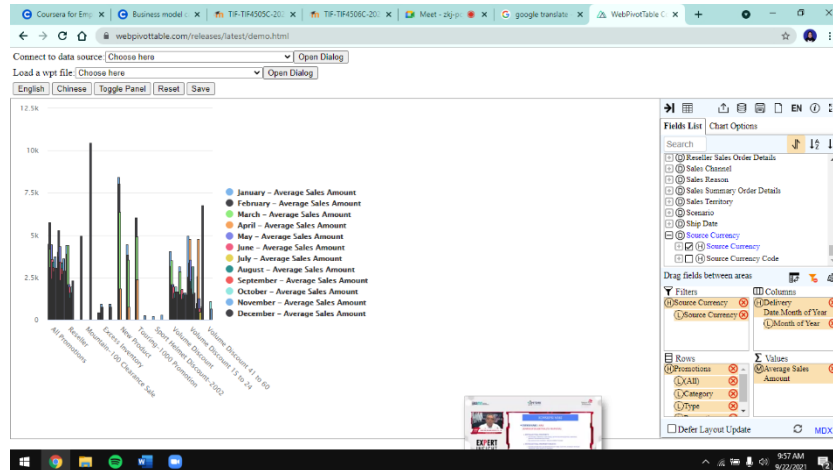 Coursera for Emp
Business model c
TIF-TIF4505C-202
TIF-TIF4506C-202
Meet - zkj-p
google translate
WebPivotTable C
webpivottable.com/releases/latest/demo.html
Connect to data source: Choose here Open Dialog
Load a wpt file: Choose here Open Dialog
English Chinese Toggle Panel Reset Save
EN
Fields List Chart Options
Search
Reseller Sales Order Details
Sales Channel
Sales Reason
Sales Summary Order Details
Sales Territory
Scenario
Ship Date
Source Currency
Source Currency
Source Currency Code
Drag fields between areas
Filters
Source Currency
Source Currency
Columns
Delivery
Date.Month of Year
Month of Year
Rows
Promotions
(All)
Category
Type
Σ Values
Average Sales
Amount
Defer Layout Update
MDX
12.5k
10k
7.5k
5k
2.5k
0
All Promotions
Reseller
Mountain-100 Clearance Sale
Excess Inventory
New Product
Touring-1000 Promotion
Sport Helmet Discount-2002
Volume Discount
Volume Discount 15 to 24
Volume Discount 41 to 60
January – Average Sales Amount
February – Average Sales Amount
March – Average Sales Amount
April – Average Sales Amount
May – Average Sales Amount
June – Average Sales Amount
July – Average Sales Amount
August – Average Sales Amount
September – Average Sales Amount
October – Average Sales Amount
November – Average Sales Amount
December – Average Sales Amount
EXPERT
9:57 AM
9/22/2021